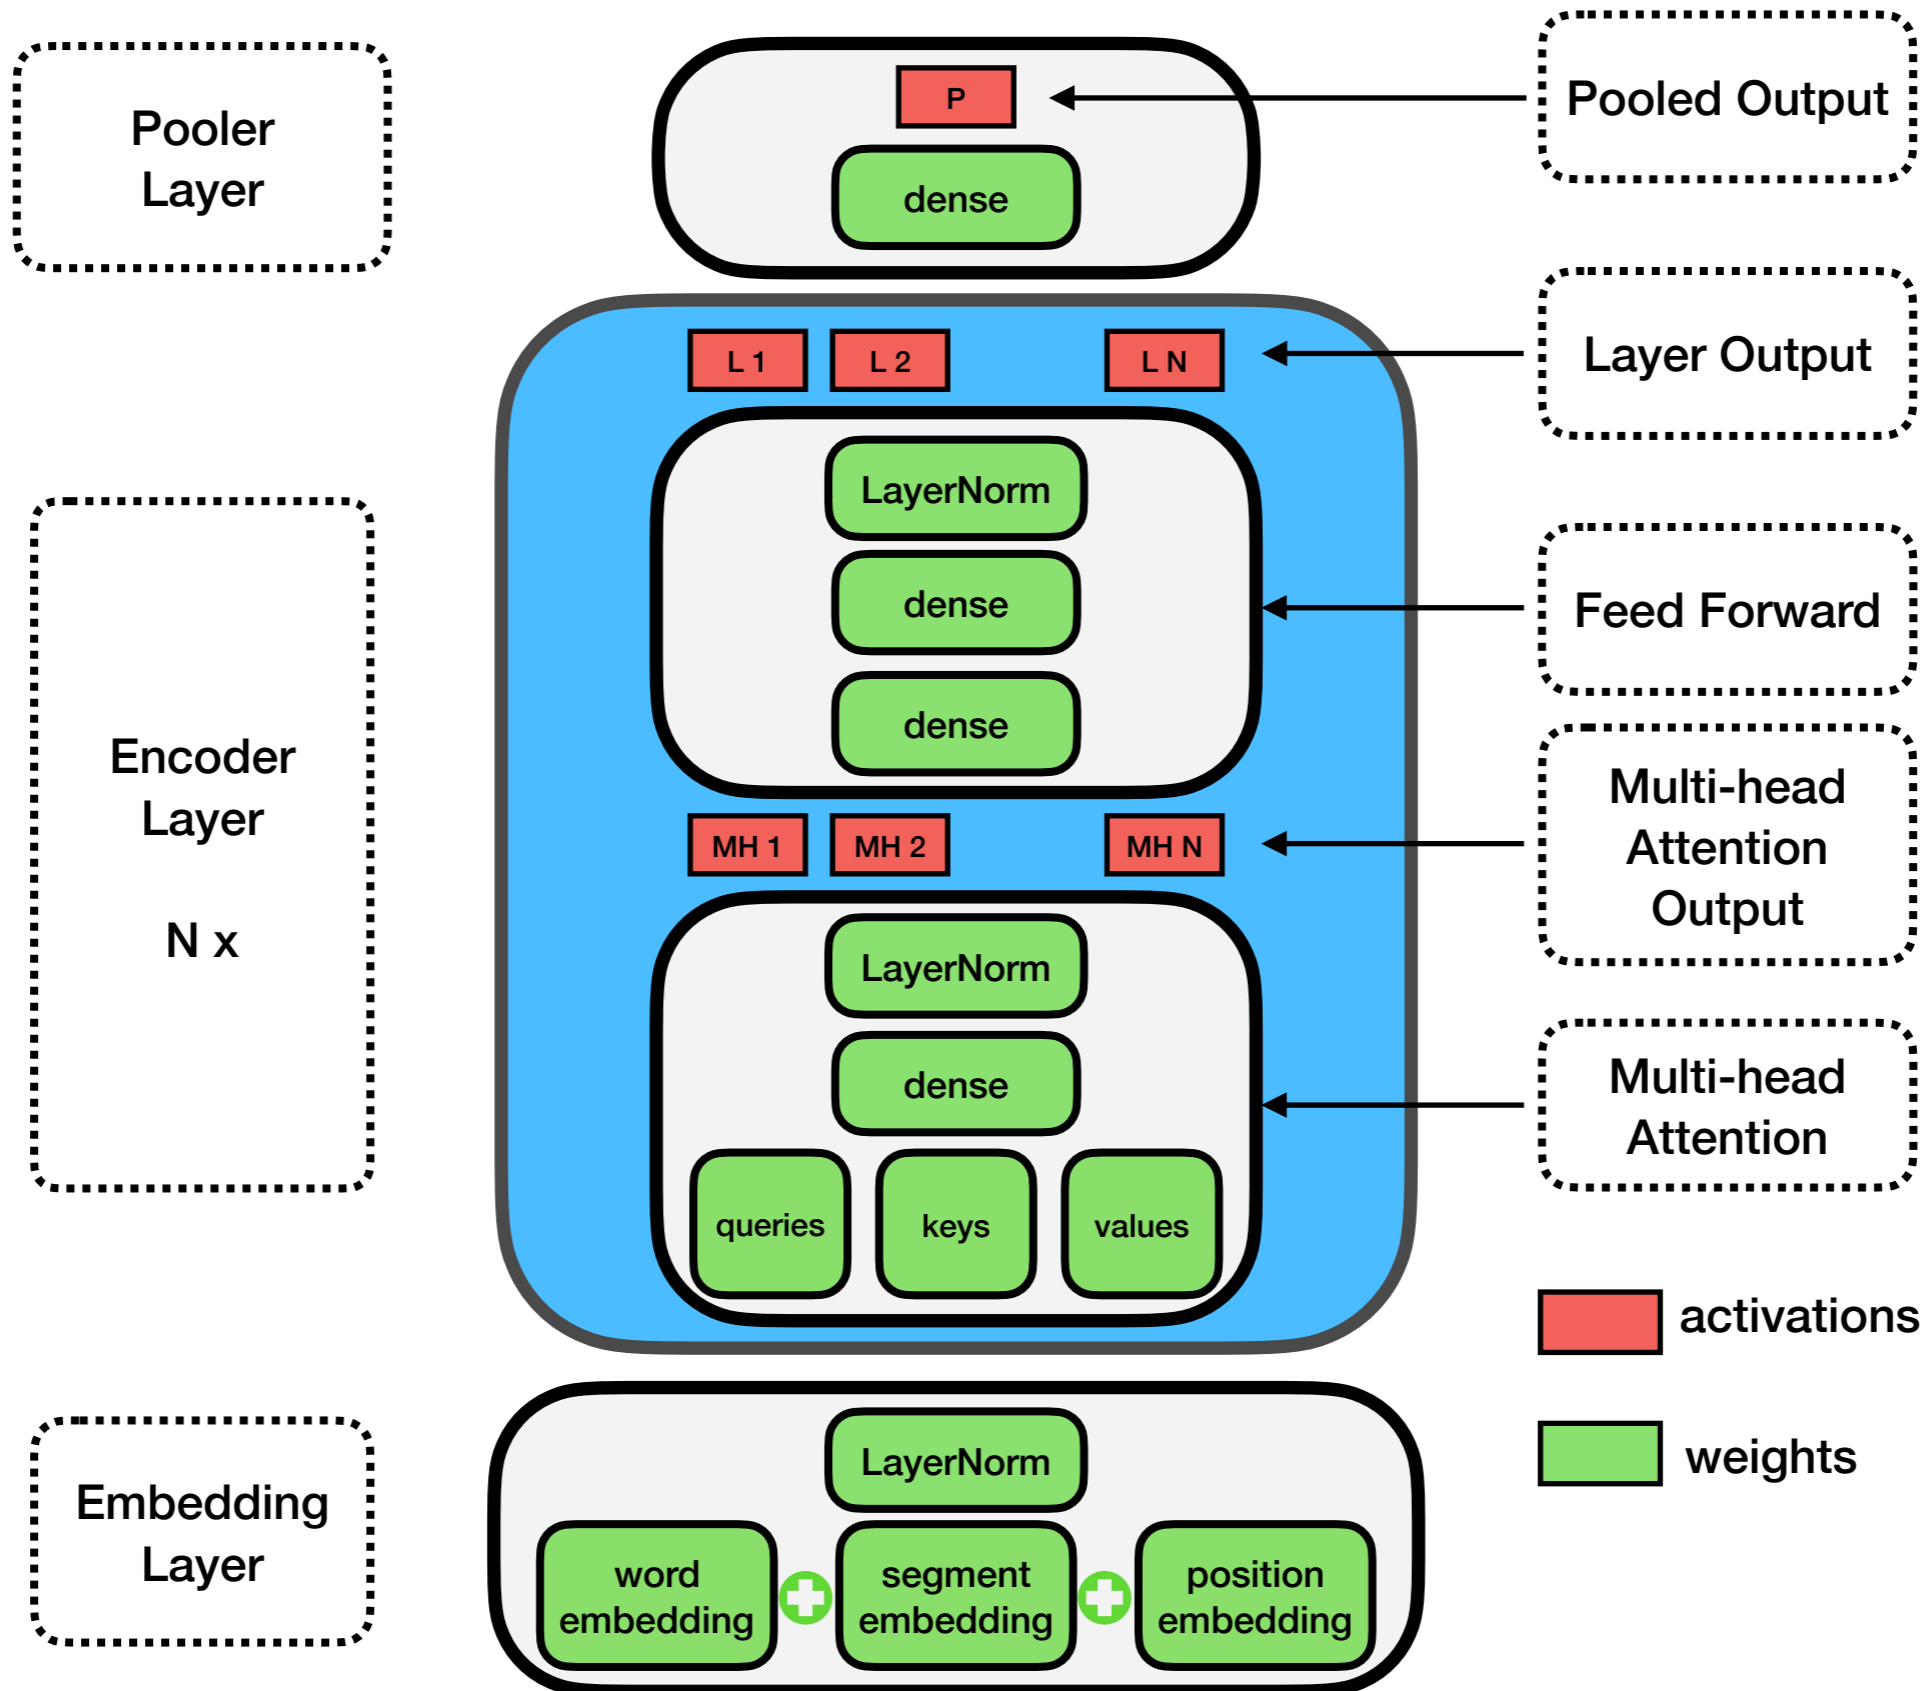 Pooler
Layer
P
dense
Pooled Output
L 1
L 2
L N
Layer Output
LayerNorm
dense
dense
Feed Forward
Encoder
Layer
N x
MH 1
MH 2
MH N
Multi-head
Attention
Output
LayerNorm
dense
queries
keys
values
Multi-head
Attention
activations
weights
Embedding
Layer
LayerNorm
word
embedding
segment
embedding
position
embedding